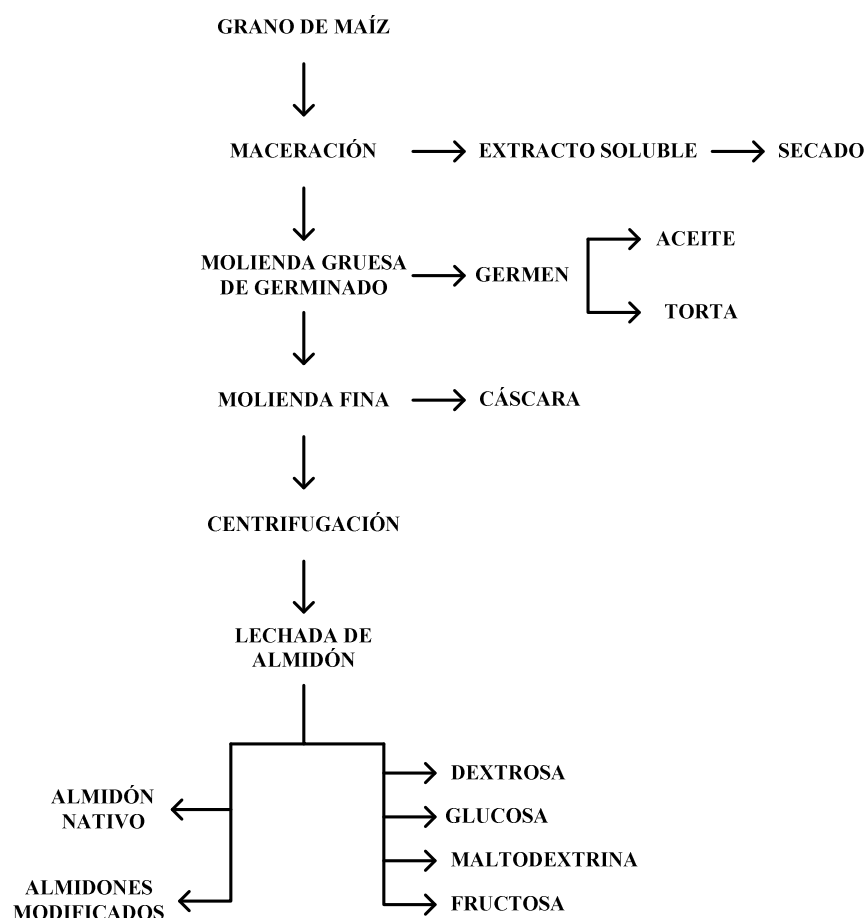 GRANO DE MAÍZ
MACERACIÓN
EXTRACTO SOLUBLE
SECADO
MOLIENDA GRUESA
DE GERMINADO
GERMEN
ACEITE
TORTA
MOLIENDA FINA
CÁSCARA
CENTRIFUGACIÓN
LECHADA DE
ALMIDÓN
ALMIDÓN
NATIVO
ALMIDONES
MODIFICADOS
DEXTROSA
GLUCOSA
MALTODEXTRINA
FRUCTOSA